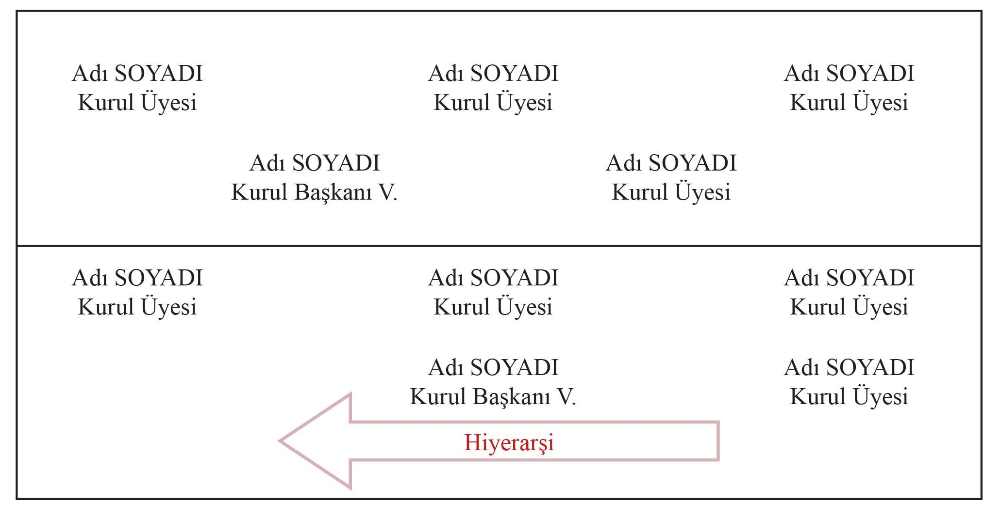 Adı SOYADI Adı SOYADI Adı SOYADI
Kurul Üyesi Kurul Üyesi Kurul Üyesi
Adı SOYADI Adı SOYADI
Kurul Başkanı V. Kurul Üyesi
Adı SOYADI Adı SOYADI Adı SOYADI
Kurul Üyesi Kurul Üyesi Kurul Üyesi
Adı SOYADI Adı SOYADI
Kurul Başkanı V. Kurul Üyesi
Hiyerarşi